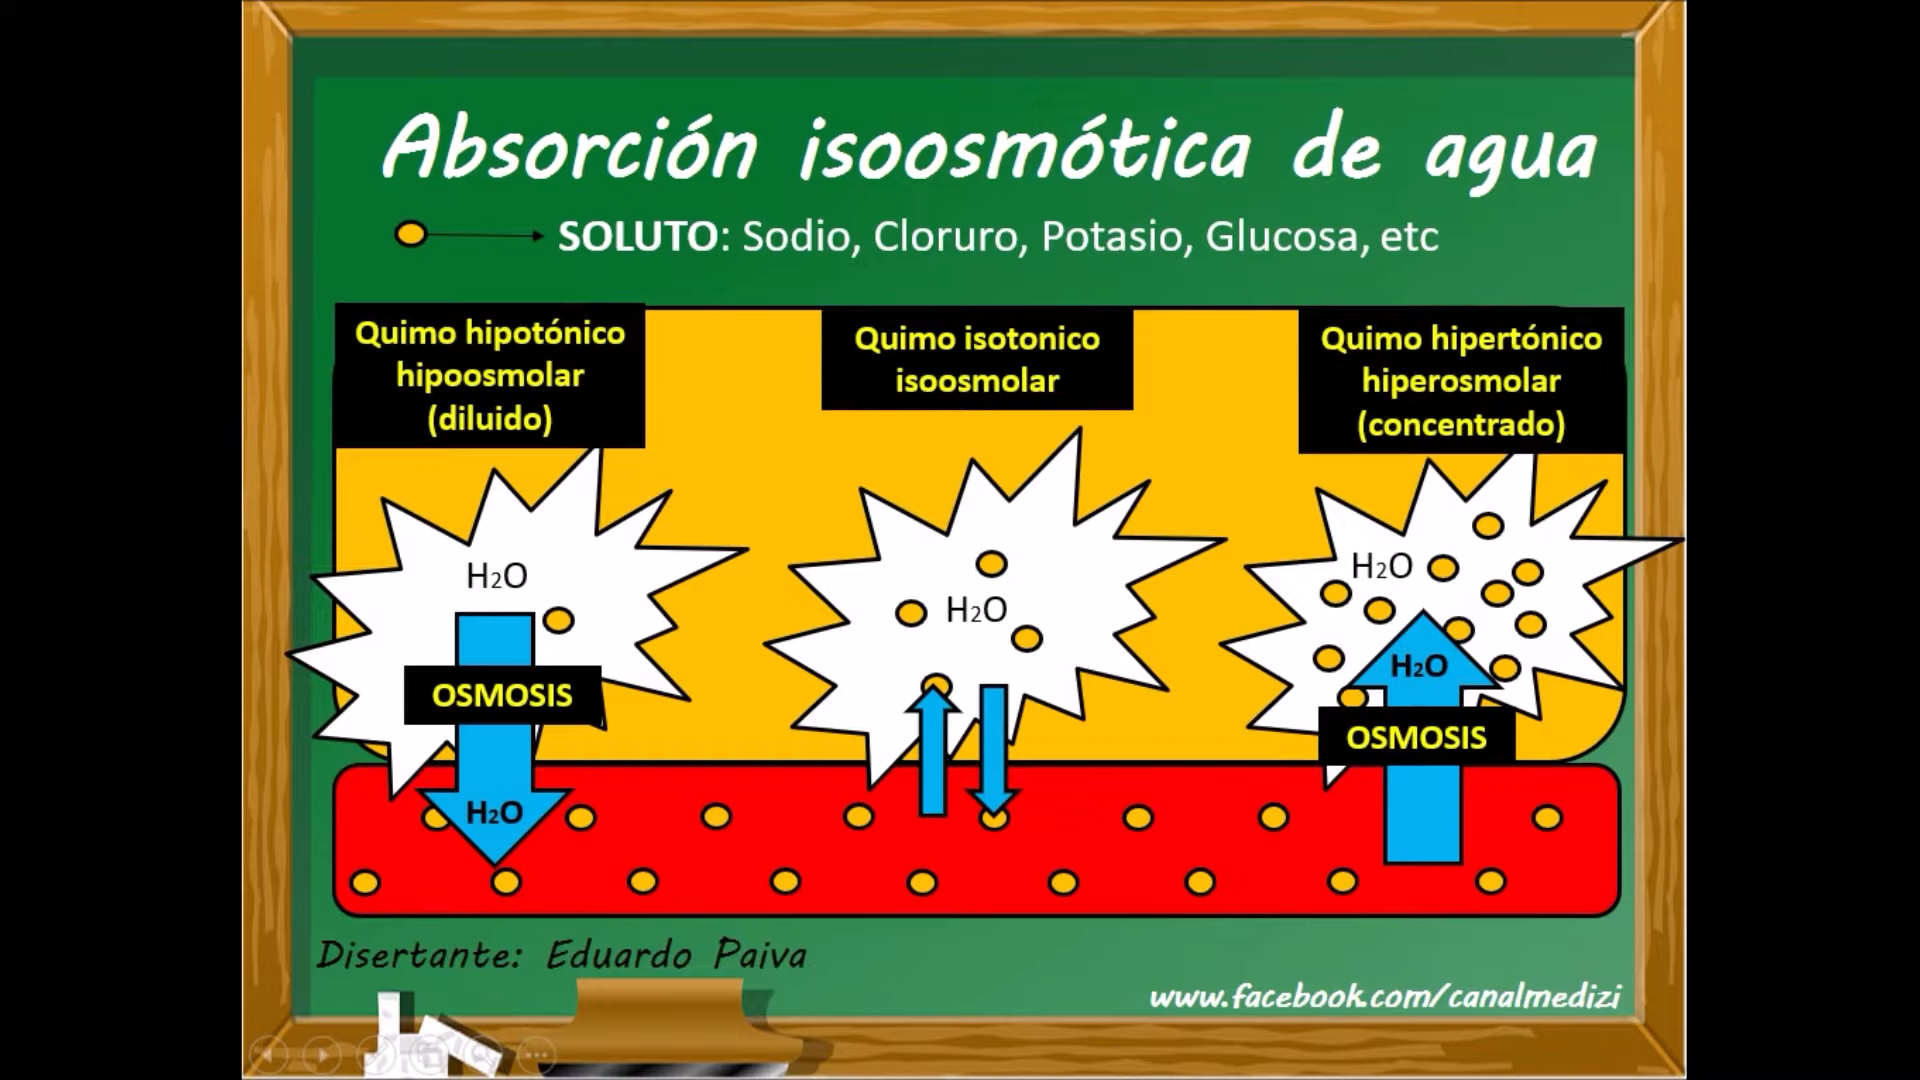 Absorción isoosmótica de agua
SOLUTO: Sodio, Cloruro, Potasio, Glucosa, etc
Quimo hipotónico
hipoosmolar
(diluido)
Quimo isotonico
isoosmolar
Quimo hipertónico
hiperosmolar
(concentrado)
H2O
OSMOSIS
H2O
H2O
H2O
H2O
OSMOSIS
Disertante: Eduardo Paiva
www.facebook.com/canalmedizi